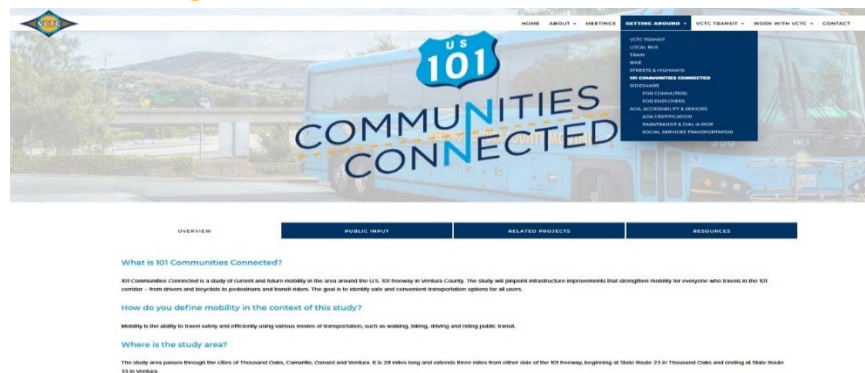 VCTC
HOME ABOUT MEETINGS GETTING AROUND VCTC TRANSIT WORK WITH VCTC CONTACT
VCTC TRANSIT
LOCAL BUS
TRAIN
BIKE
STREETS & HIGHWAYS
101 COMMUNITIES CONNECTED
RIDESHARE
FOR COMMUTERS
FOR EMPLOYERS
ADA, ACCESSIBILITY & SENIORS
ADA CERTIFICATION
PARATRANSIT & DIAL-A-RIDE
SOCIAL SERVICES TRANSPORTATION
US
101
COMMUNITIES
CONNECTED
MCI
OVERVIEW PUBLIC INPUT RELATED PROJECTS RESOURCES
What is 101 Communities Connected?
101 Communities Connected is a study of current and future mobility in the area around the U.S. 101 freeway in Ventura County. The study will pinpoint infrastructure improvements that strengthen mobility for everyone who travels in the 101
corridor – from drivers and bicyclists to pedestrians and transit riders. The goal is to identify safe and convenient transportation options for all users.
How do you define mobility in the context of this study?
Mobility is the ability to travel safely and efficiently using various modes of transportation, such as walking, biking, driving and riding public transit.
Where is the study area?
The study area passes through the cities of Thousand Oaks, Camarillo, Oxnard and Ventura. It is 28 miles long and extends three miles from either side of the 101 freeway, beginning at State Route 23 in Thousand Oaks and ending at State Route
33 in Ventura.